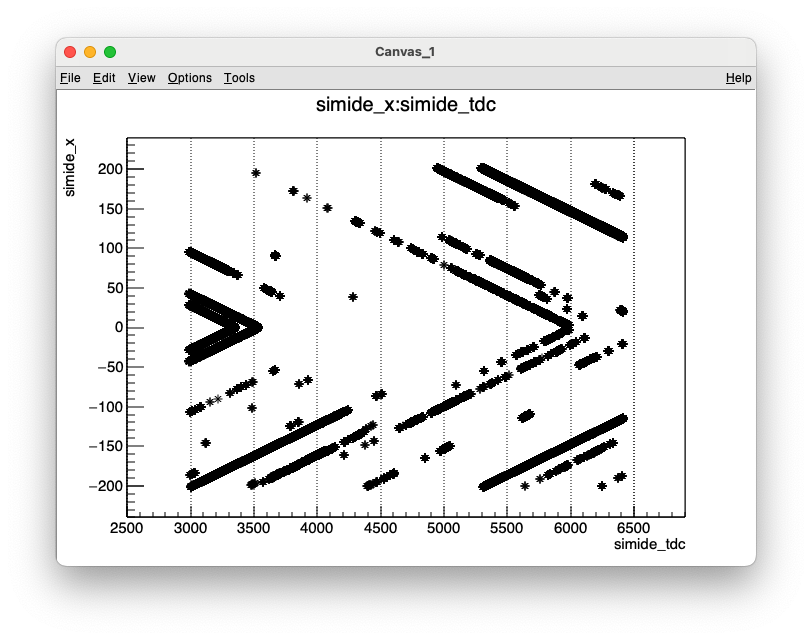 Canvas_1
File Edit View Options Tools Help
simide_x:simide_tdc
simide_x
200
150
100
50
0
−50
−100
−150
−200
2500 3000 3500 4000 4500 5000 5500 6000 6500
simide_tdc